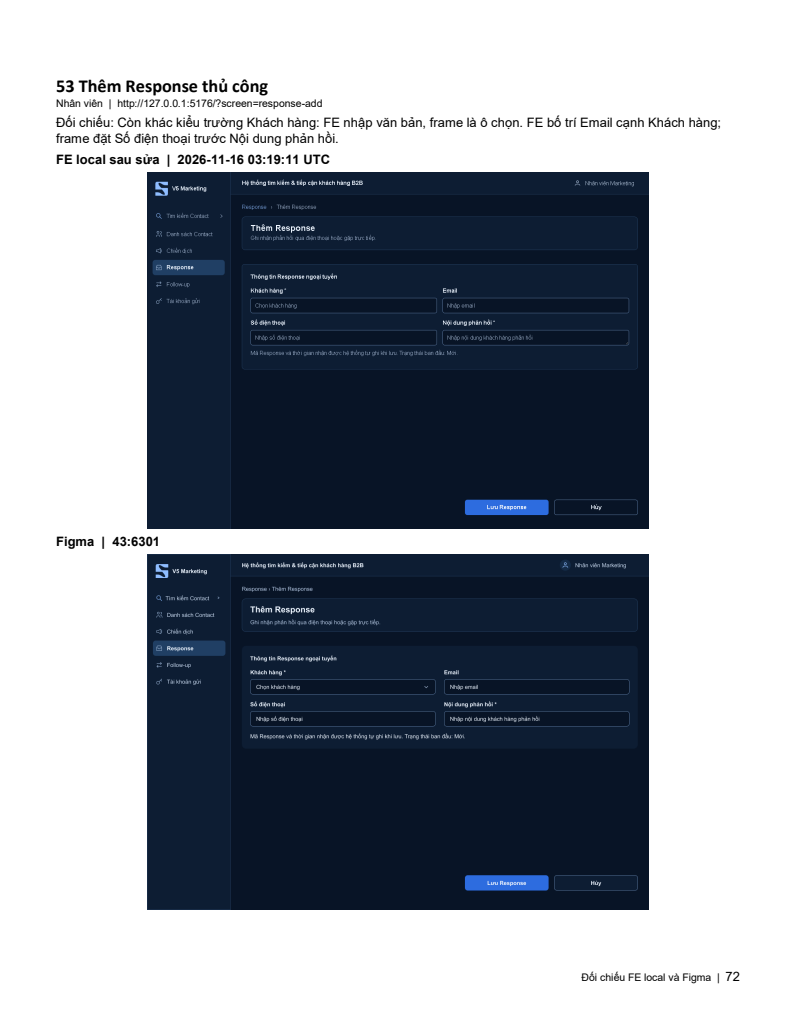 53 Thêm Response thủ công
Nhân viên | http://127.0.0.1:5176/?screen=response-add
Đối chiếu: Còn khác kiểu trường Khách hàng: FE nhập văn bản, frame là ô chọn. FE bố trí Email cạnh Khách hàng;
frame đặt Số điện thoại trước Nội dung phản hồi.
FE local sau sửa | 2026-11-16 03:19:11 UTC
V5 Marketing
Hệ thống tìm kiếm & tiếp cận khách hàng B2B
Nhân viên Marketing
Response › Thêm Response
Tìm kiếm Contact ›
Danh sách Contact
Chiến dịch
Response
Follow-up
Tài khoản gửi
Thêm Response
Ghi nhận phản hồi qua điện thoại hoặc gặp trực tiếp.
Thông tin Response ngoại tuyến
Khách hàng * Email
Chọn khách hàng Nhập email
Số điện thoại Nội dung phản hồi *
Nhập số điện thoại Nhập nội dung khách hàng phản hồi
Mã Response và thời gian nhận được hệ thống tự ghi khi lưu. Trạng thái ban đầu: Mới
Lưu Response Hủy
Figma | 43:6301
V5 Marketing
Hệ thống tìm kiếm & tiếp cận khách hàng B2B
Nhân viên Marketing
Response › Thêm Response
Tìm kiếm Contact
Danh sách Contact
Chiến dịch
Response
Follow-up
Tài khoản gửi
Thêm Response
Ghi nhận phản hồi qua điện thoại hoặc gặp trực tiếp.
Thông tin Response ngoại tuyến
Khách hàng * Email
Chọn khách hàng Nhập email
Số điện thoại Nội dung phản hồi *
Nhập số điện thoại Nhập nội dung khách hàng phản hồi
Mã Response và thời gian nhận được hệ thống tự ghi khi lưu. Trạng thái ban đầu: Mới.
Lưu Response Hủy
Đối chiếu FE local và Figma | 72